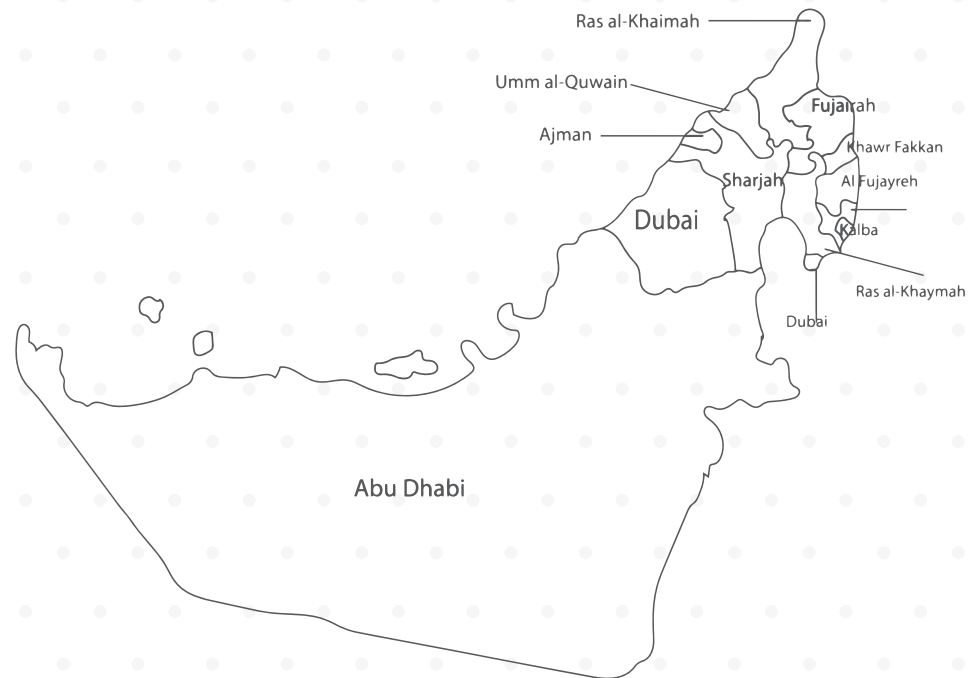 Ras al-Khaimah
Umm al-Quwain
Fujairah
Ajman
Khawr Fakkan
Sharjah
Al Fujayreh
Dubai
Kalba
Ras al-Khaymah
Dubai
Abu Dhabi